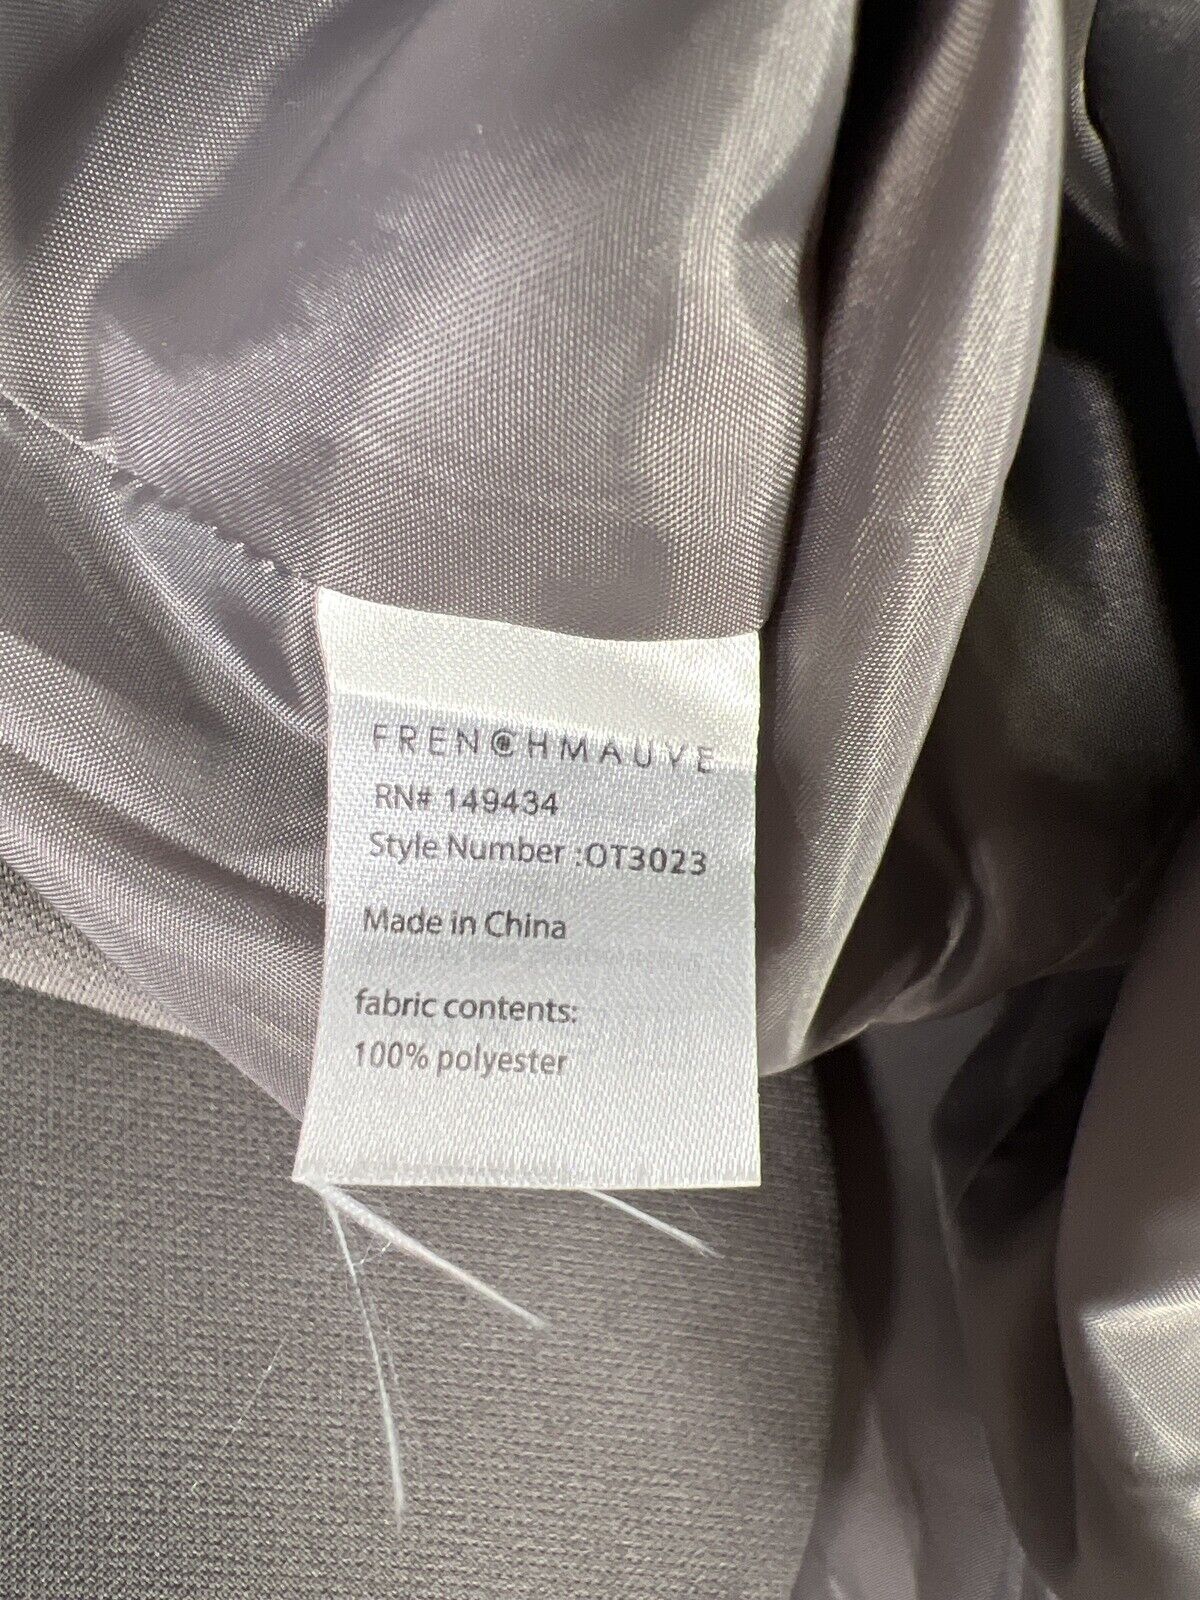 FRENCHMAUVE
RN# 149434
Style Number :OT3023
Made in China
fabric contents:
100% polyester